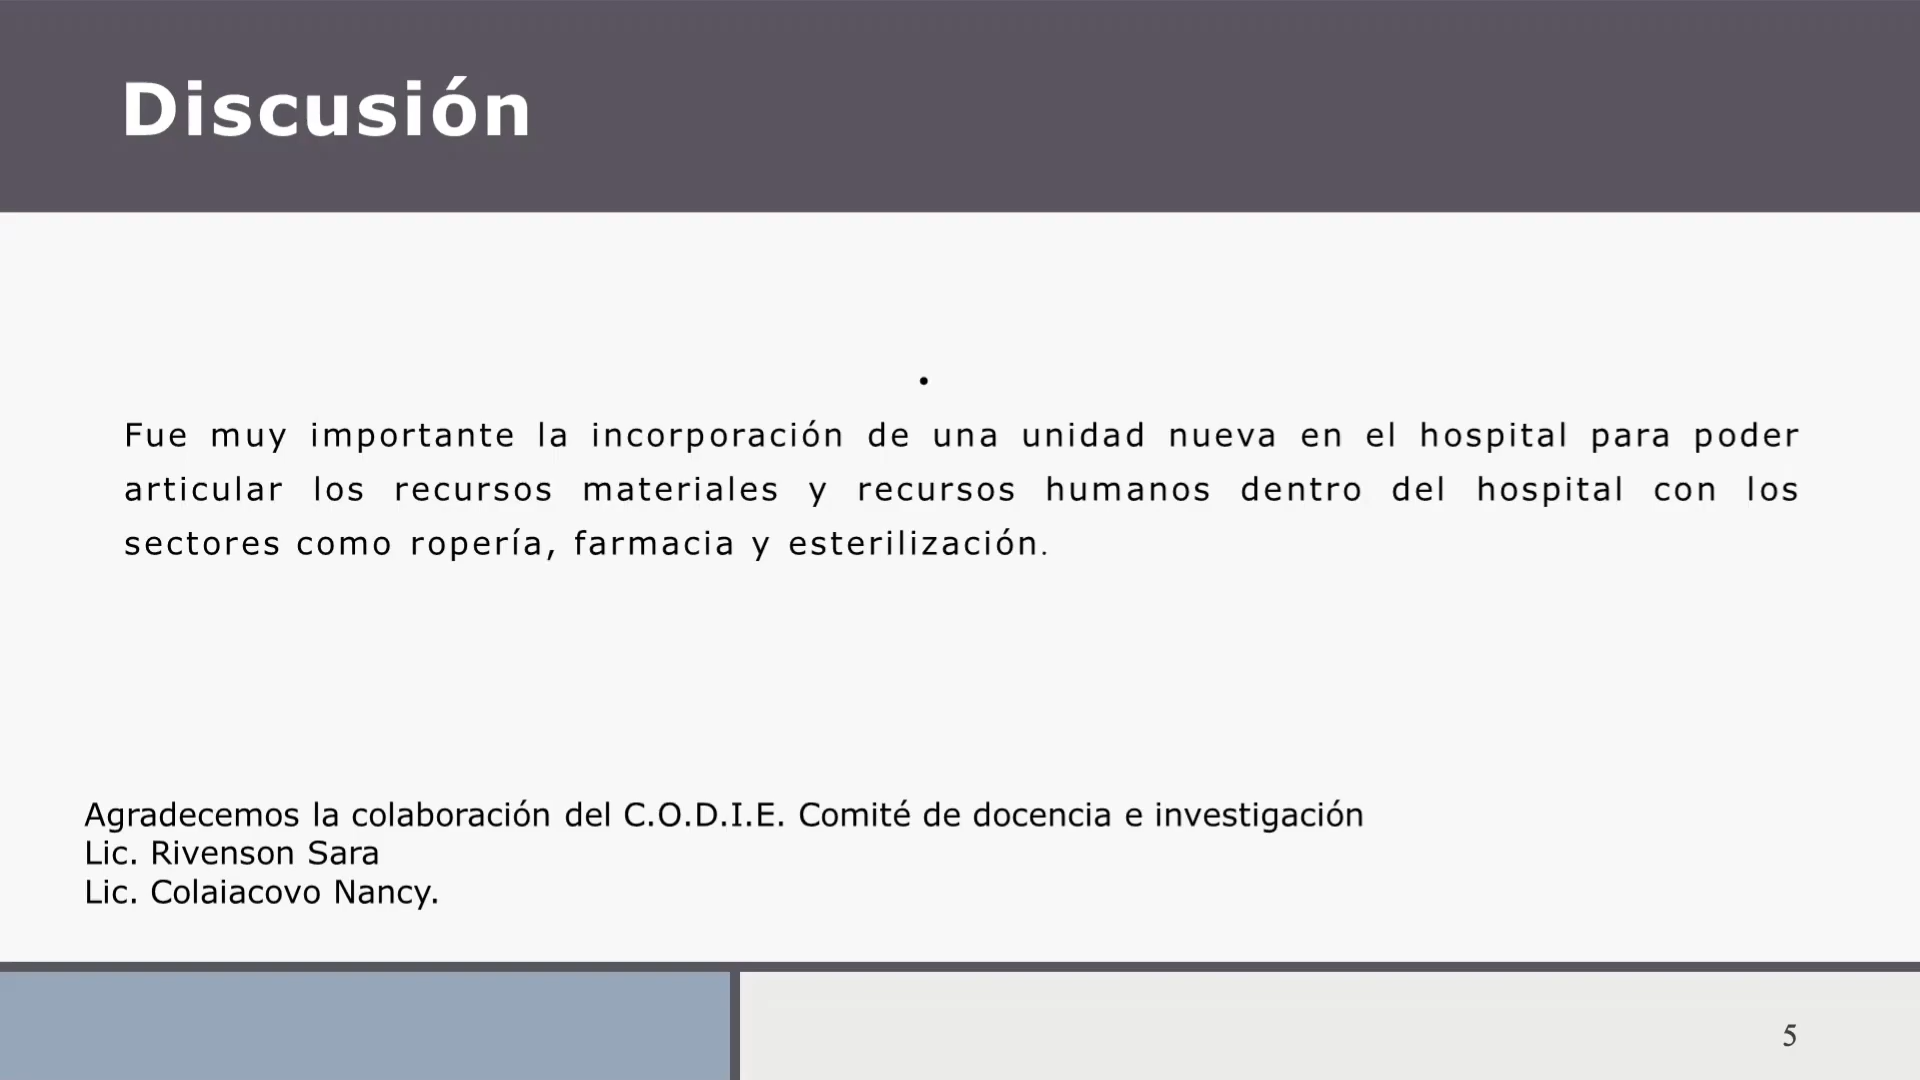 Discusión
•
Fue muy importante la incorporación de una unidad nueva en el hospital para poder
articular los recursos materiales y recursos humanos dentro del hospital con los
sectores como ropería, farmacia y esterilización.
Agradecemos la colaboración del C.O.D.I.E. Comité de docencia e investigación
Lic. Rivenson Sara
Lic. Colaiacovo Nancy.
5